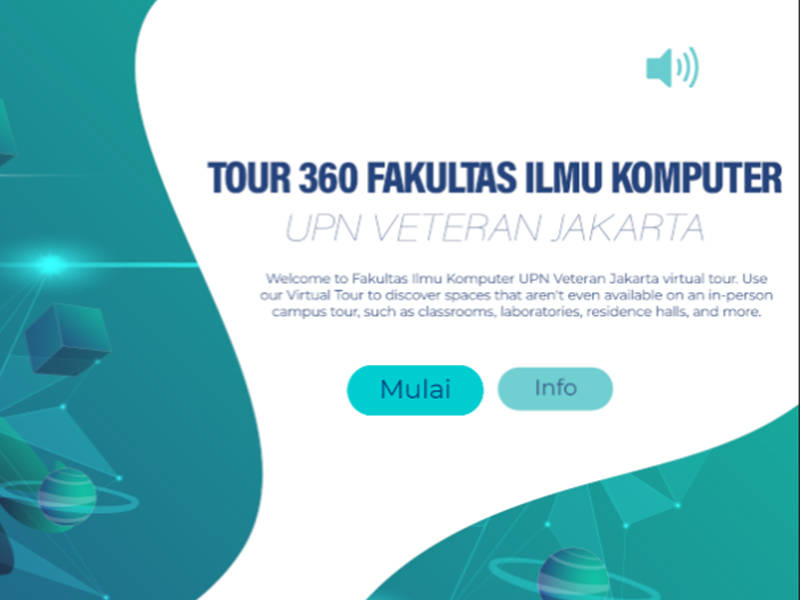 TOUR 360 FAKULTAS ILMU KOMPUTER
UPN VETERAN JAKARTA
Welcome to Fakultas Ilmu Komputer UPN Veteran Jakarta virtual tour. Use
our Virtual Tour to discover spaces that aren't even available on an in-person
campus tour, such as classrooms, laboratories, residence halls, and more.
Mulai
Info